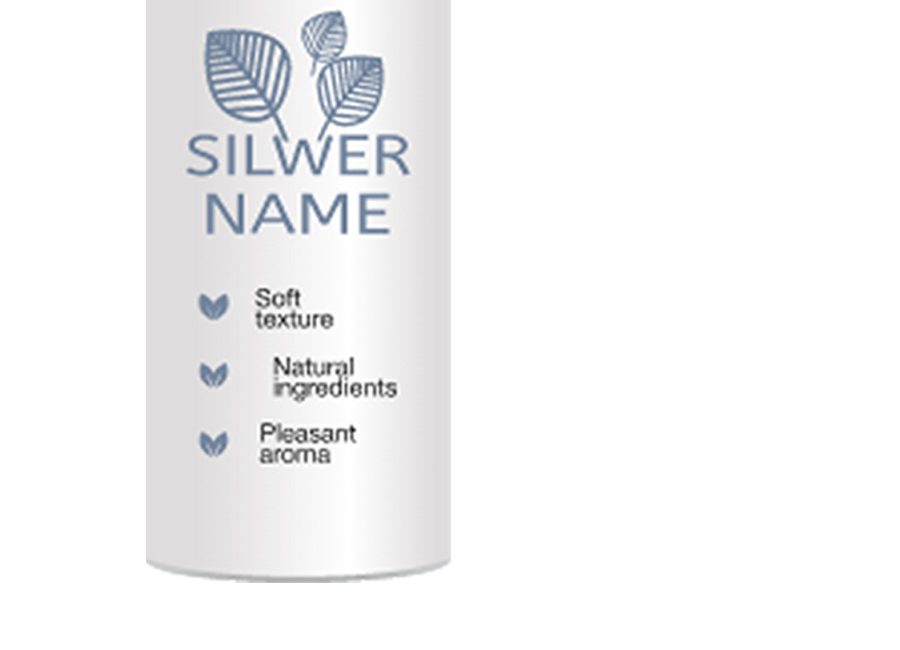 SILWER
NAME
Soft
texture
Natural
ingredients
Pleasant
aroma